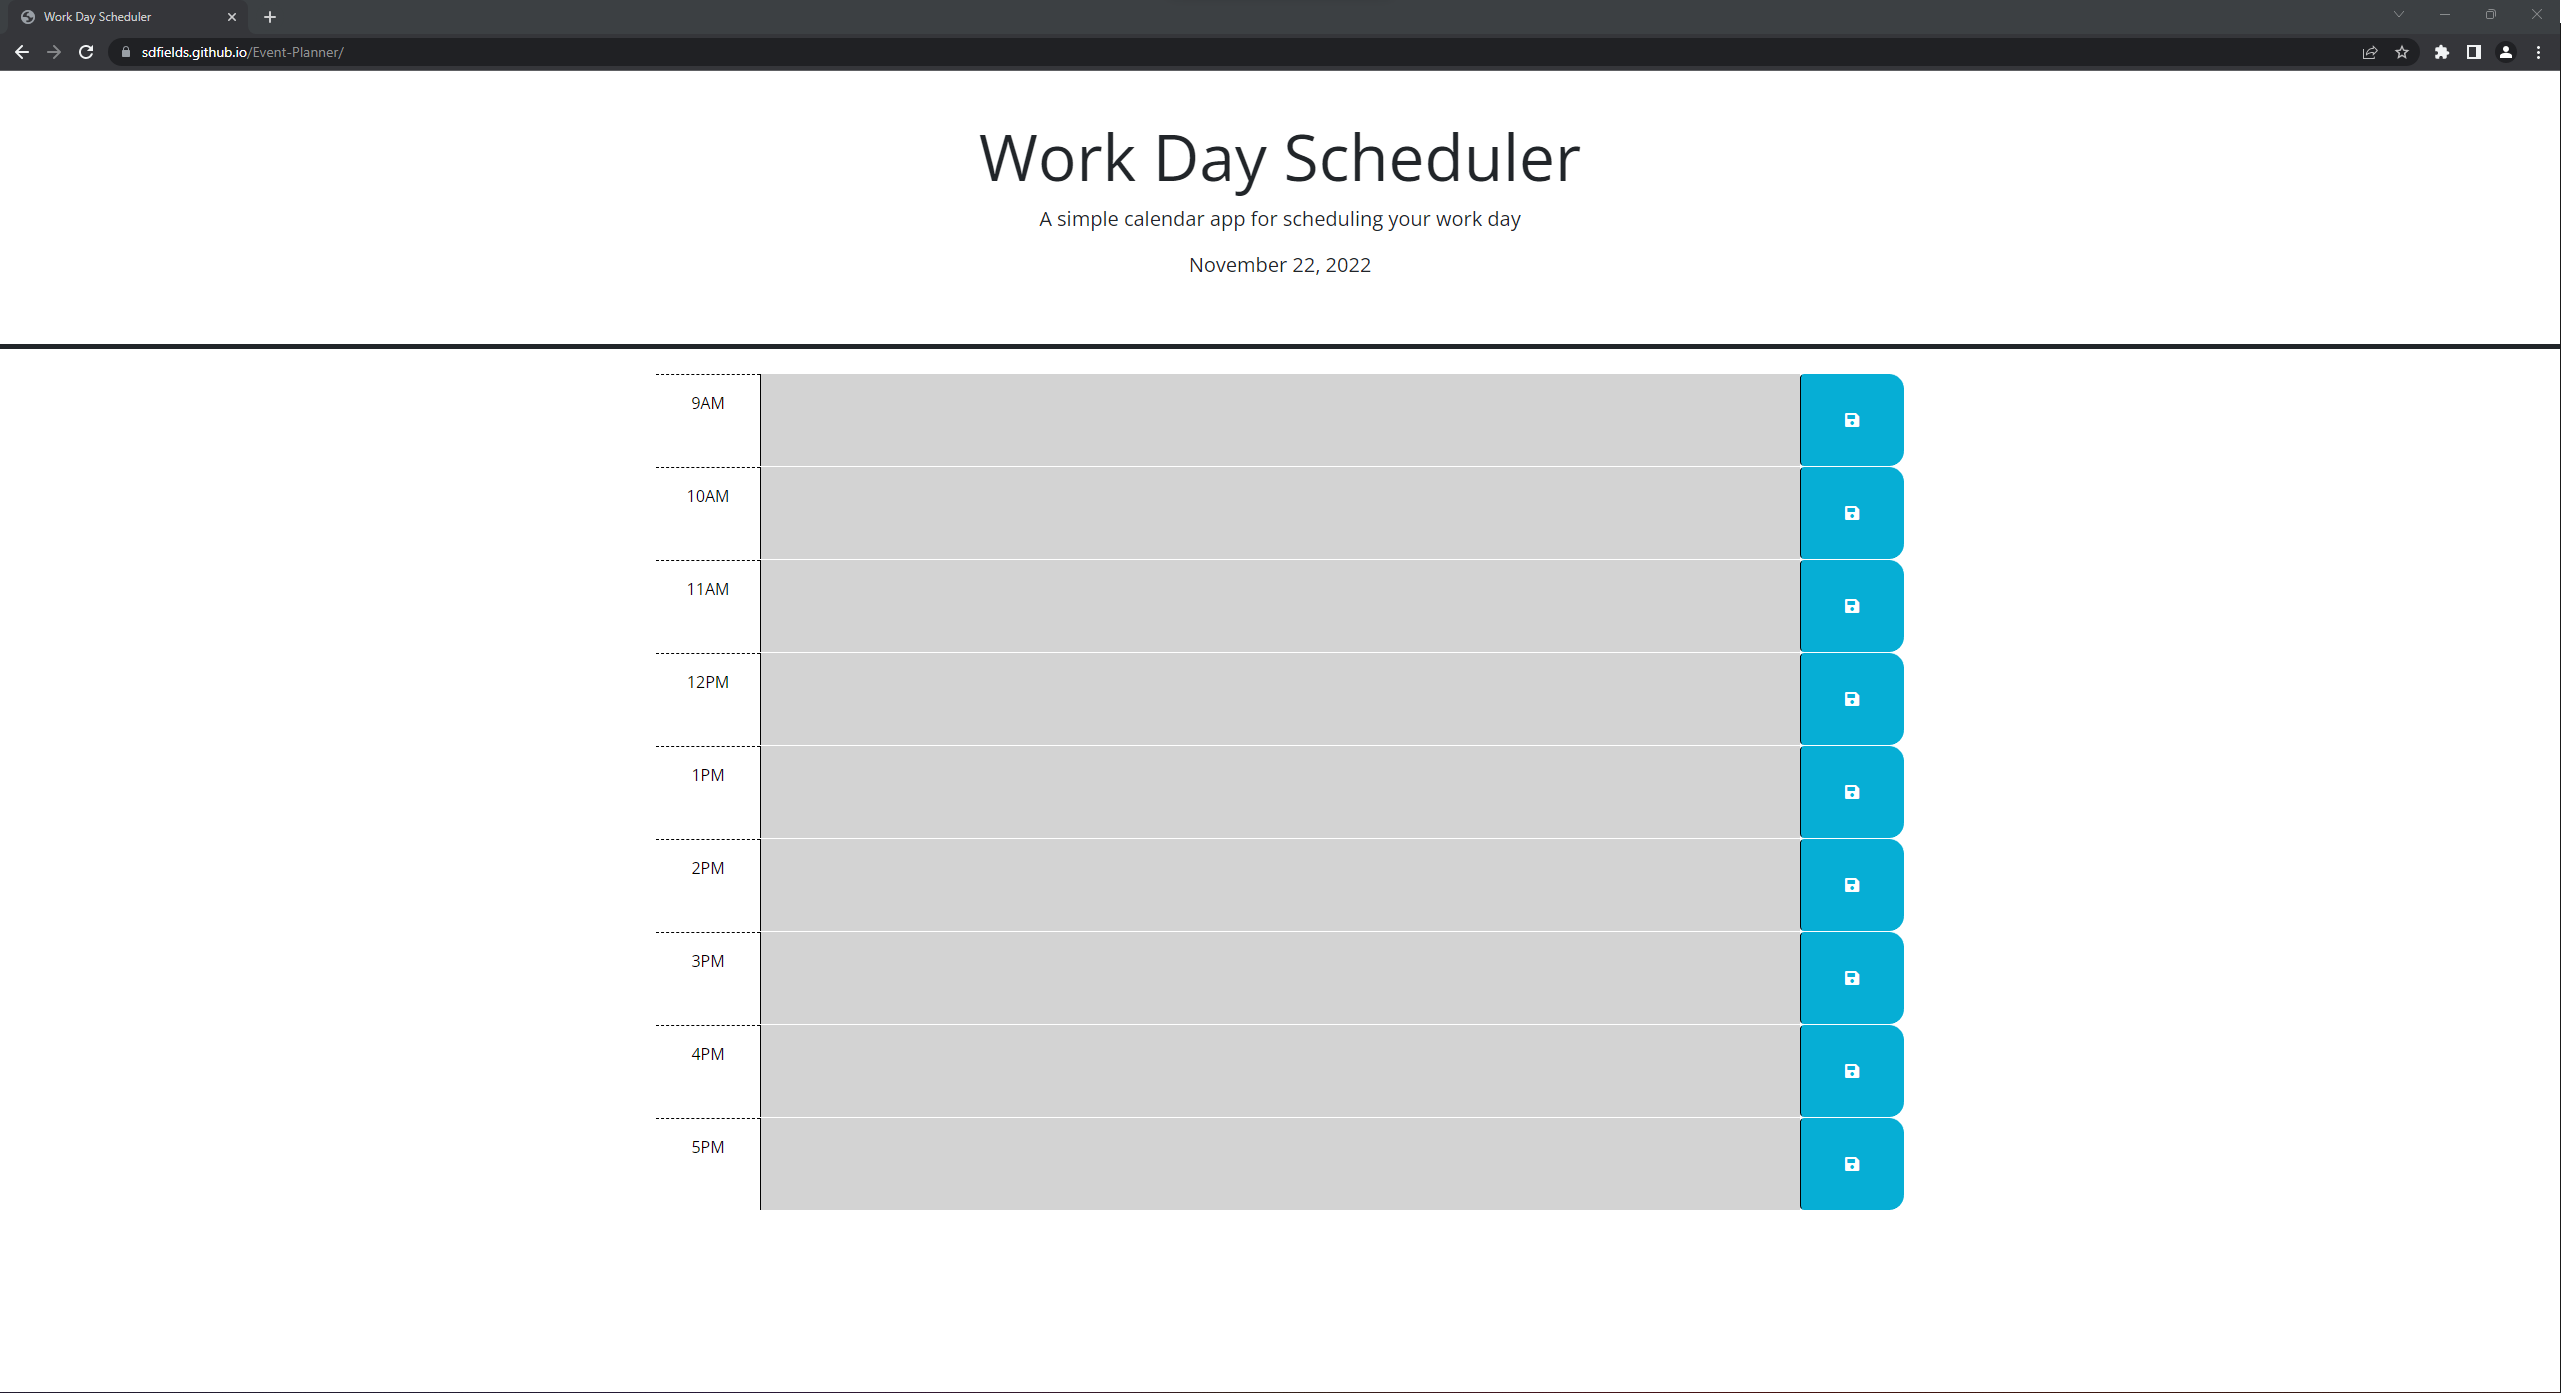 Work Day Scheduler
sdfields.github.io/Event-Planner/
Work Day Scheduler
A simple calendar app for scheduling your work day
November 22, 2022
9AM
10AM
11AM
12PM
1PM
2PM
3PM
4PM
5PM